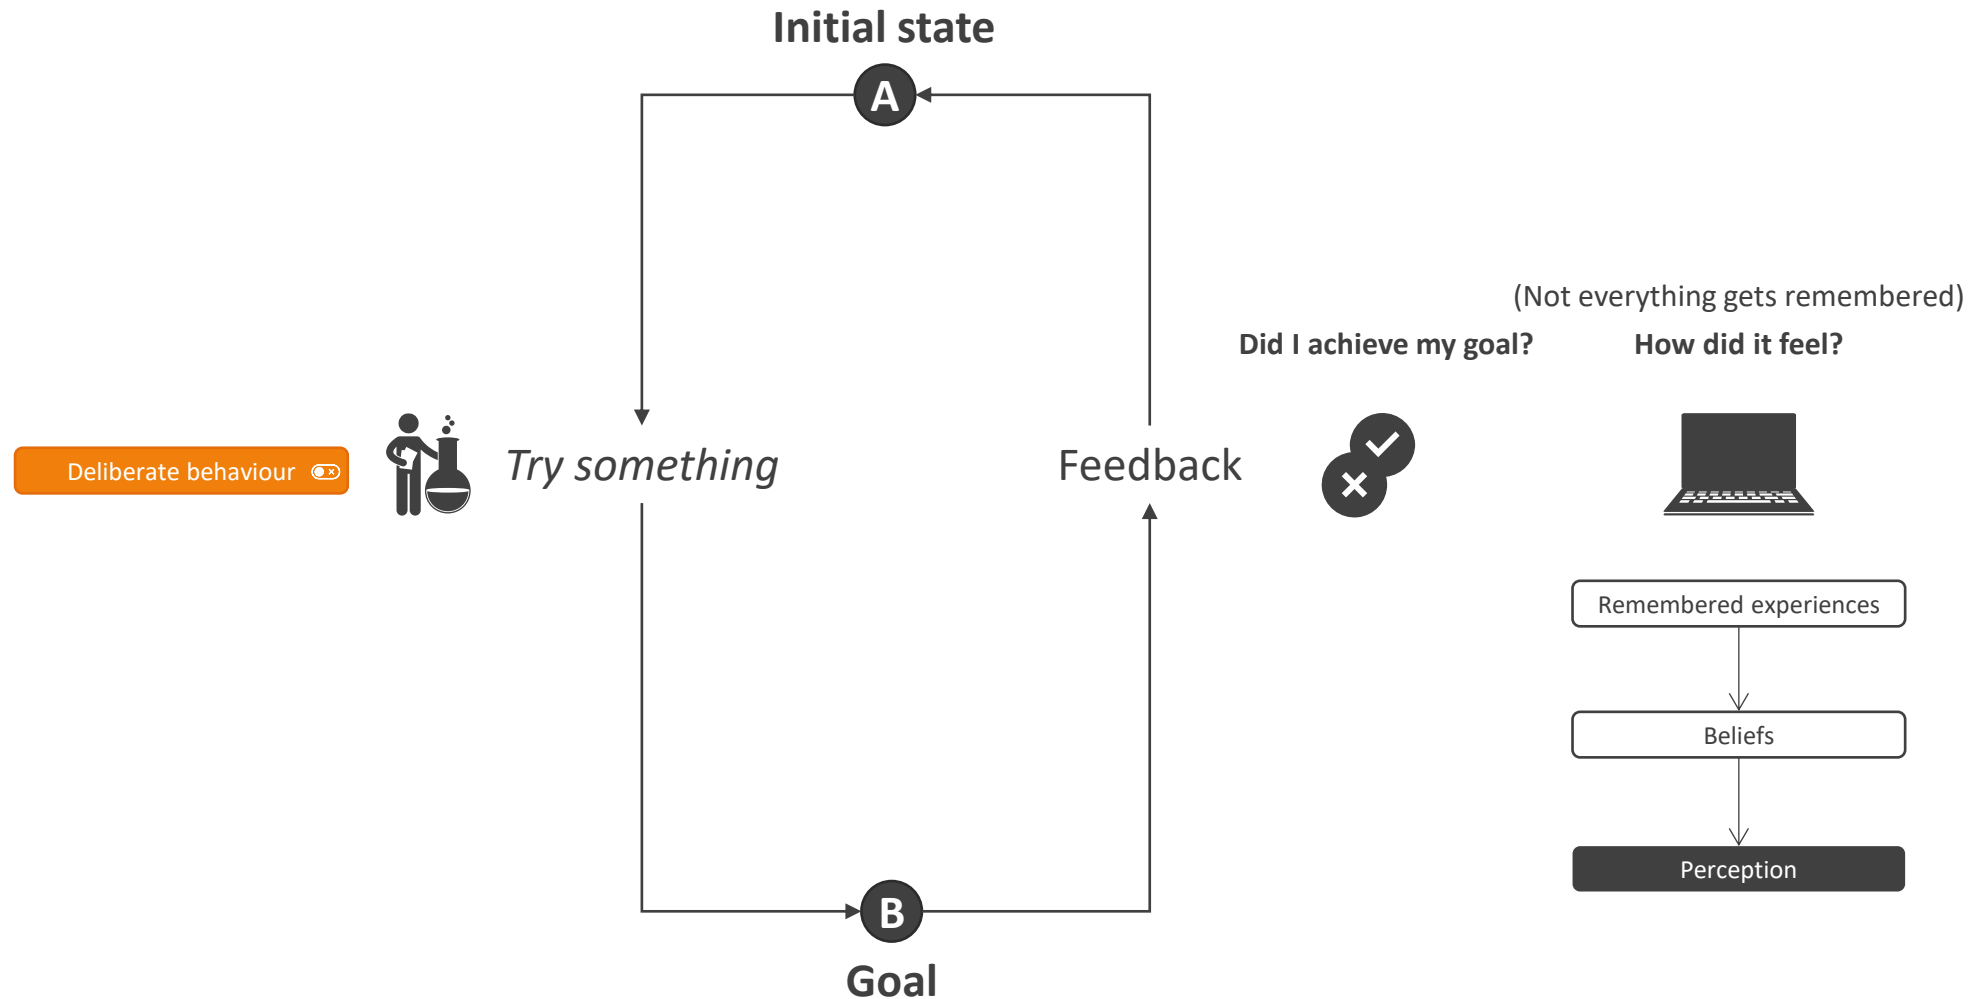 Initial state
A
(Not everything gets remembered)
Did I achieve my goal?
How did it feel?
Deliberate behaviour
Try something
Feedback
Remembered experiences
Beliefs
Perception
B
Goal